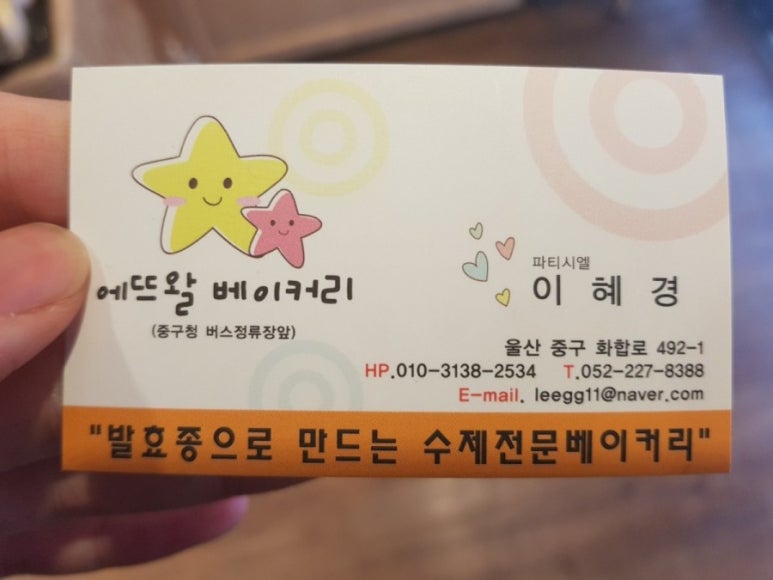 에뜨왈 베이커리
(중구청 버스정류장앞)
파티시엘
이 혜 경
울산 중구 화합로 492-1
HP.010-3138-2534 T.052-227-8388
E-mail. leegg11@naver.com
"발효종으로 만드는 수제전문베이커리"